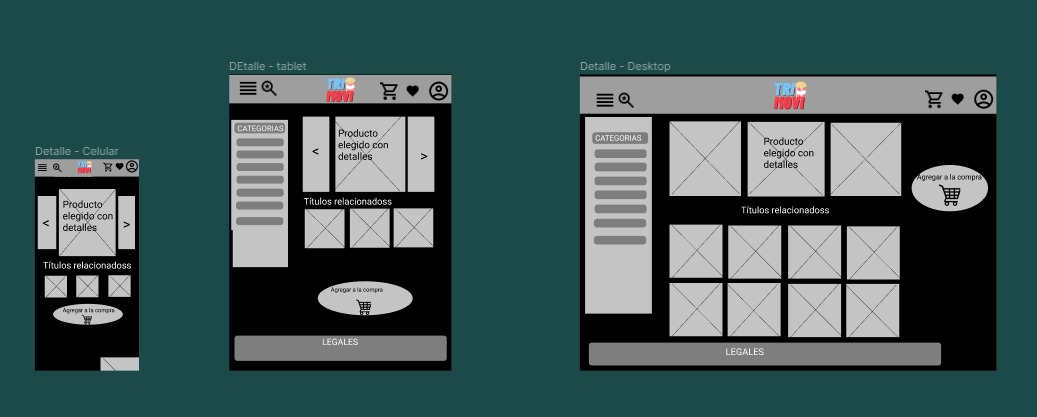 Detalle - Celular
TRI
MOVI
Producto
elegido con
detalles
<
>
Títulos relacionadoss
Agregar a la compra
DEtalle - tablet
TRI
MOVI
CATEGORIAS
Producto
elegido con
detalles
<
>
Títulos relacionadoss
Agregar a la compra
LEGALES
Detalle - Desktop
TRI
MOVI
CATEGORIAS
Producto
elegido con
detalles
Agregar a la compra
Títulos relacionadoss
LEGALES